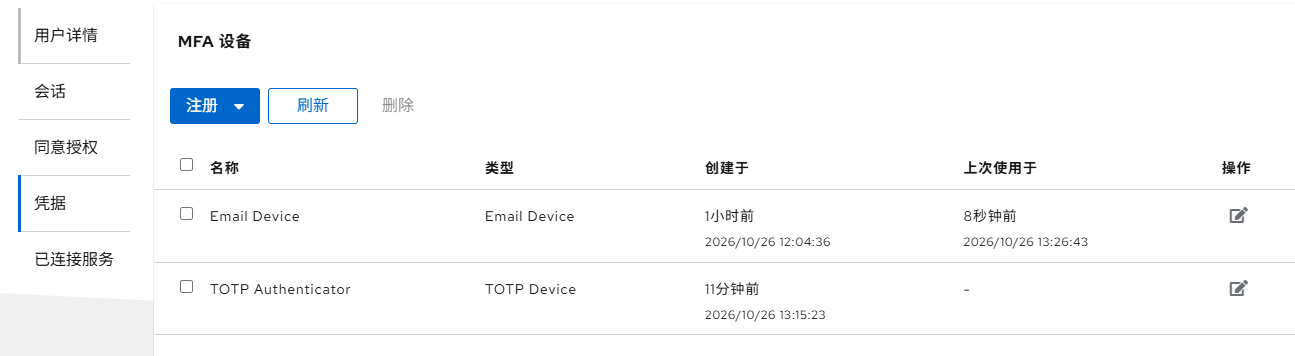 用户详情
会话
同意授权
凭据
已连接服务
MFA 设备
注册
刷新
删除
名称 类型 创建于 上次使用于 操作
Email Device Email Device 1小时前 8秒钟前
2026/10/26 12:04:36 2026/10/26 13:26:43
TOTP Authenticator TOTP Device 11分钟前 -
2026/10/26 13:15:23